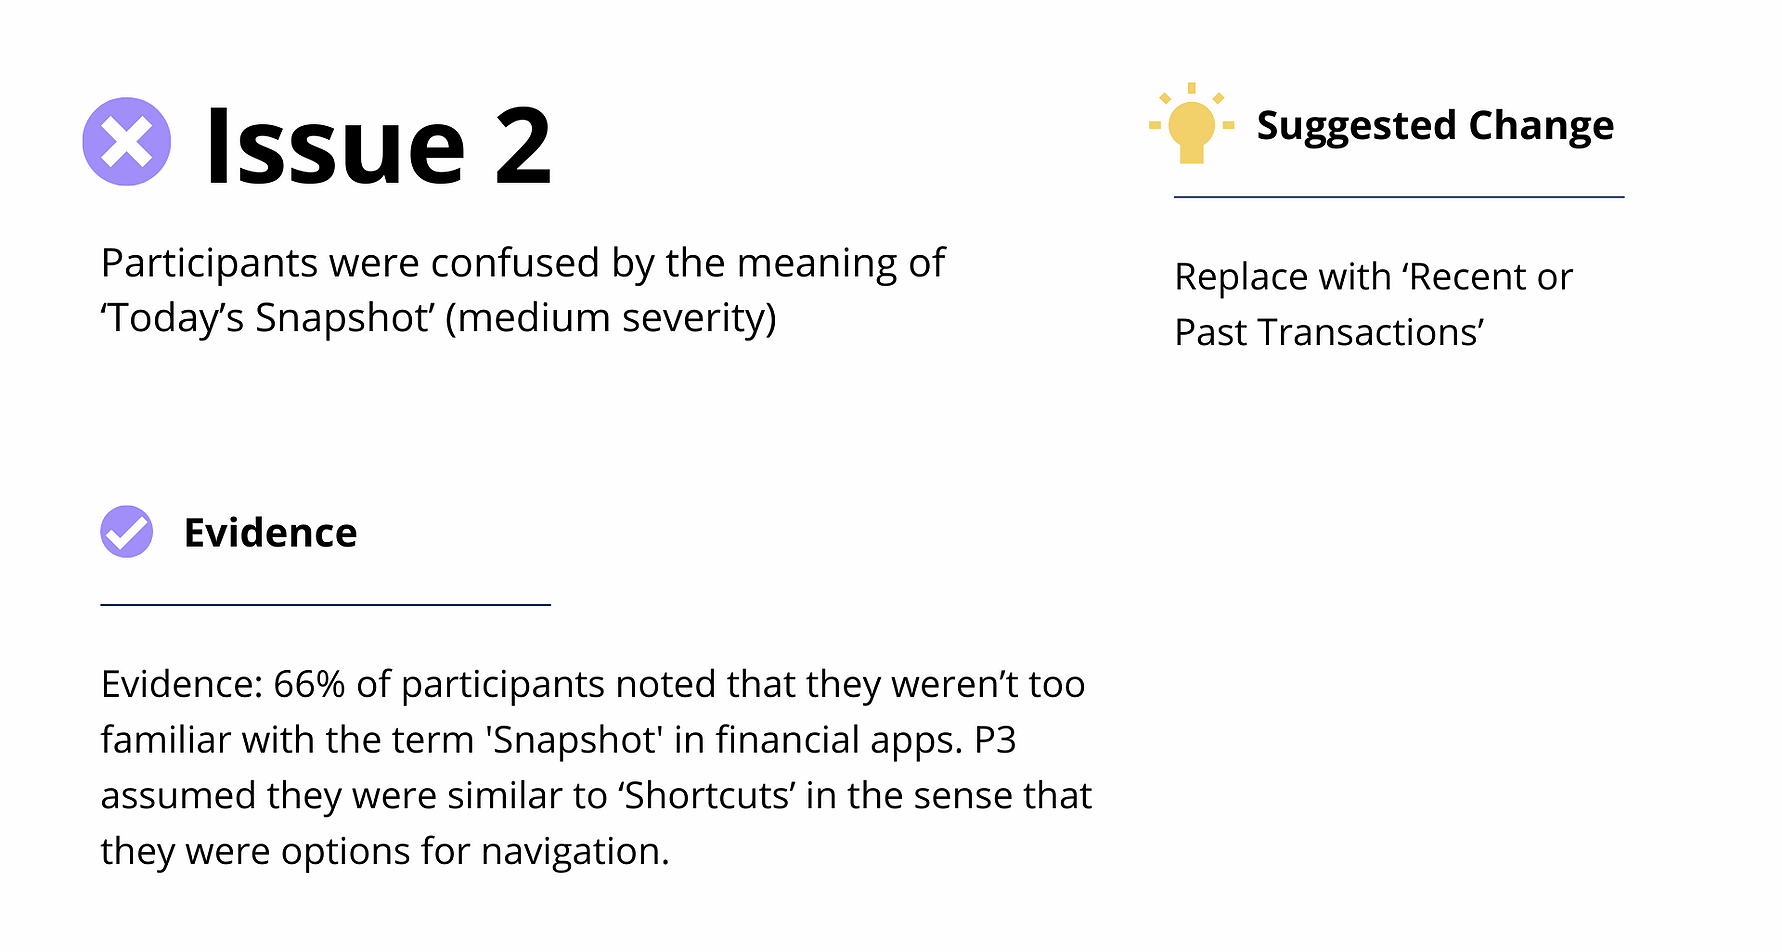 Issue 2
Participants were confused by the meaning of
‘Today’s Snapshot’ (medium severity)
Suggested Change
Replace with ‘Recent or
Past Transactions’
Evidence
Evidence: 66% of participants noted that they weren’t too
familiar with the term 'Snapshot' in financial apps. P3
assumed they were similar to ‘Shortcuts’ in the sense that
they were options for navigation.